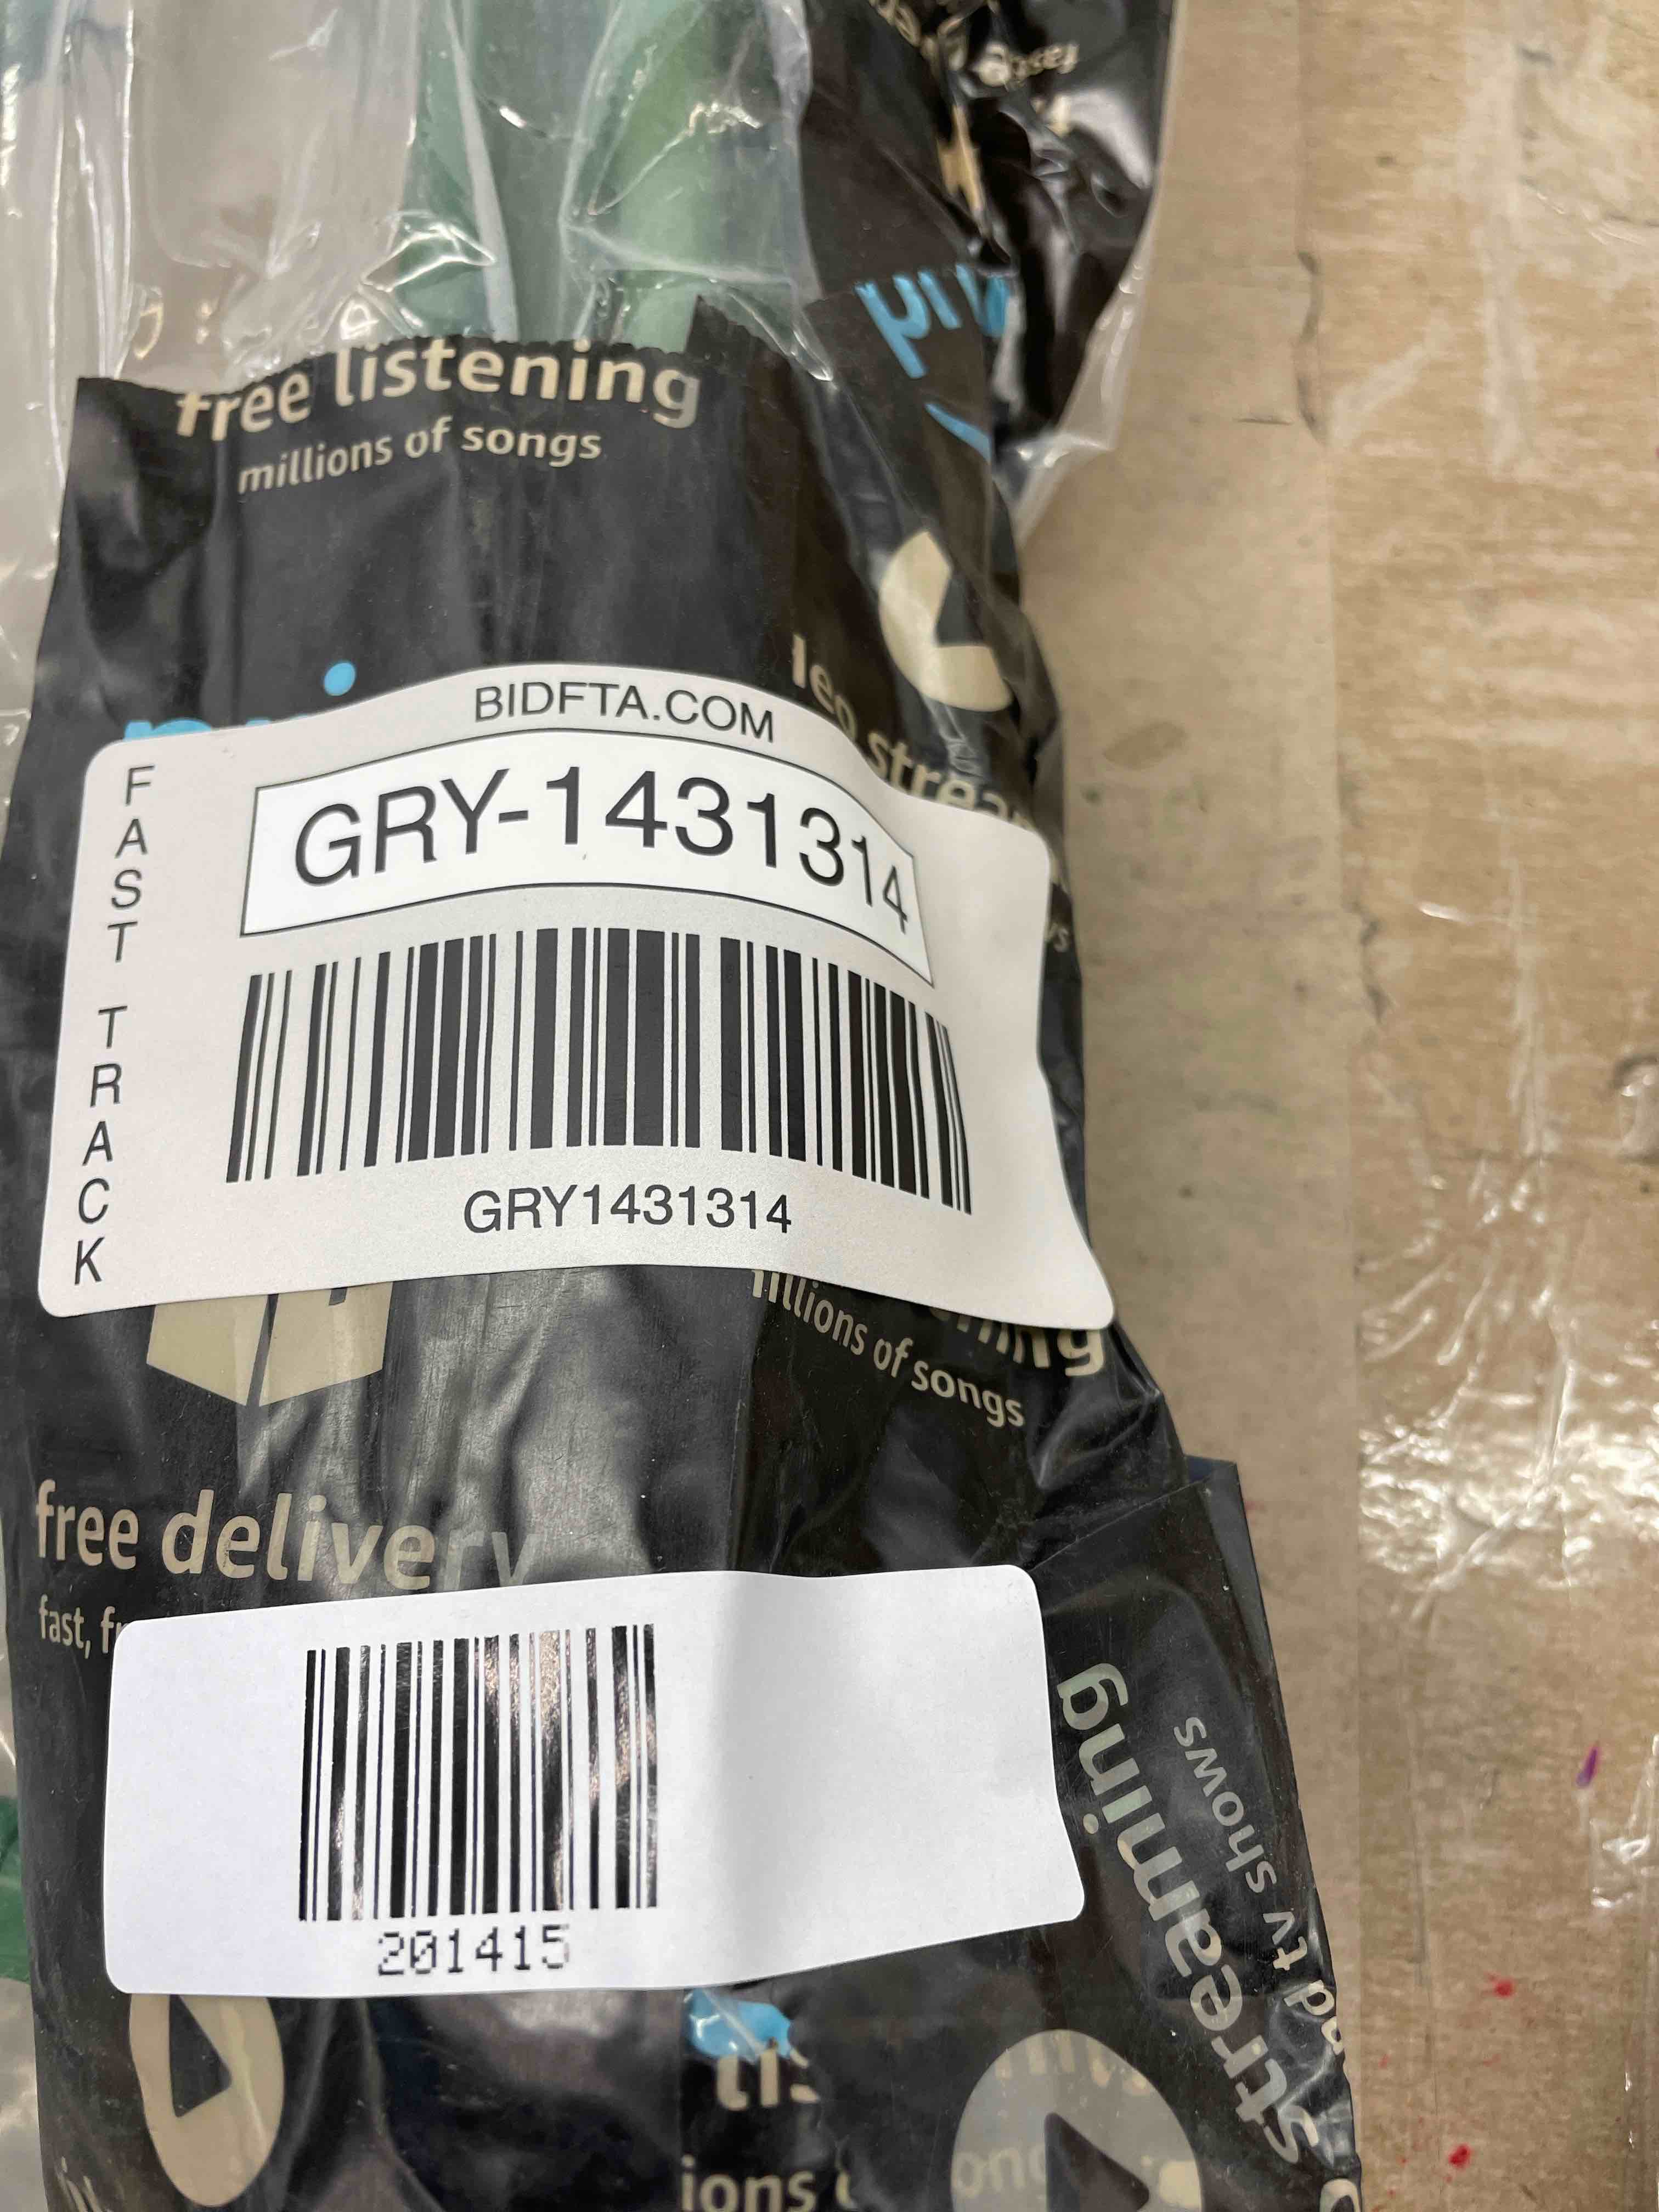 free listening
millions of songs
BIDFTA.COM
FAST TRACK
GRY-1431314
GRY1431314
millions of songs
free delivery
fast,
201415
streaming
tv shows